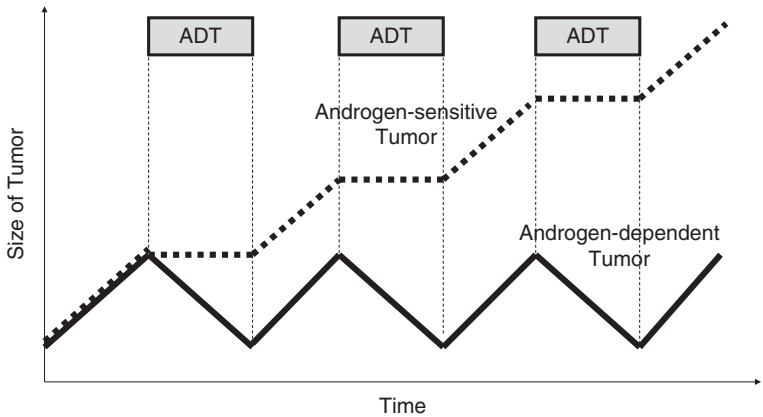 ADT ADT ADT
Androgen-sensitive
Tumor
Androgen-dependent
Tumor
Size of Tumor
Time